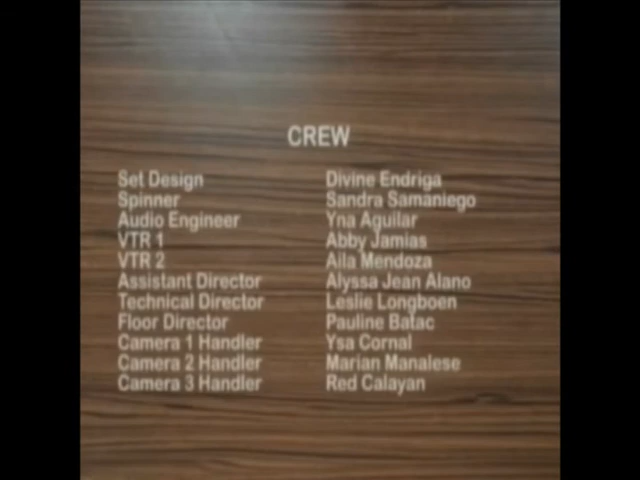 CREW
Set Design Divine Endriga
Spinner Sandra Samaniego
Audio Engineer Yna Aguilar
VTR 1 Abby Jamias
VTR 2 Aila Mendoza
Assistant Director Alyssa Jean Alano
Technical Director Leslie Longboen
Floor Director Pauline Batac
Camera 1 Handler Ysa Cornal
Camera 2 Handler Marian Manalese
Camera 3 Handler Red Calayan